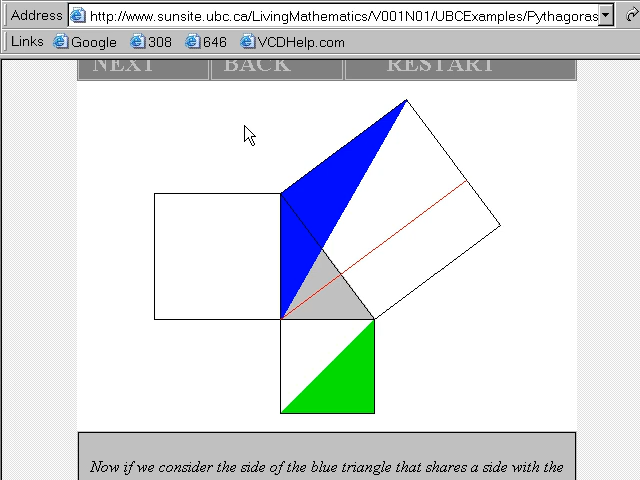 Address http://www.sunsite.ubc.ca/LivingMathematics/V001N01/UBCExamples/Pythagoras
Links Google 308 646 VCDHelp.com
NEXT BACK RESTART
Now if we consider the side of the blue triangle that shares a side with the